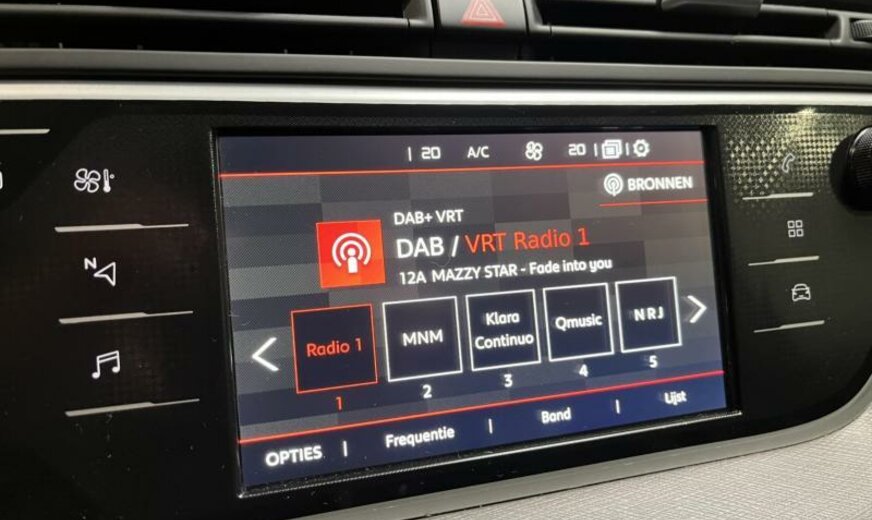 20 A/C 20
BRONNEN
DAB+ VRT
DAB / VRT Radio 1
12A MAZZY STAR - Fade into you
Radio 1
MNM
Klara
Continuo
Qmusic
NRJ
1 2 3 4 5
OPTIES | Frequentie | Band | Lijst
N